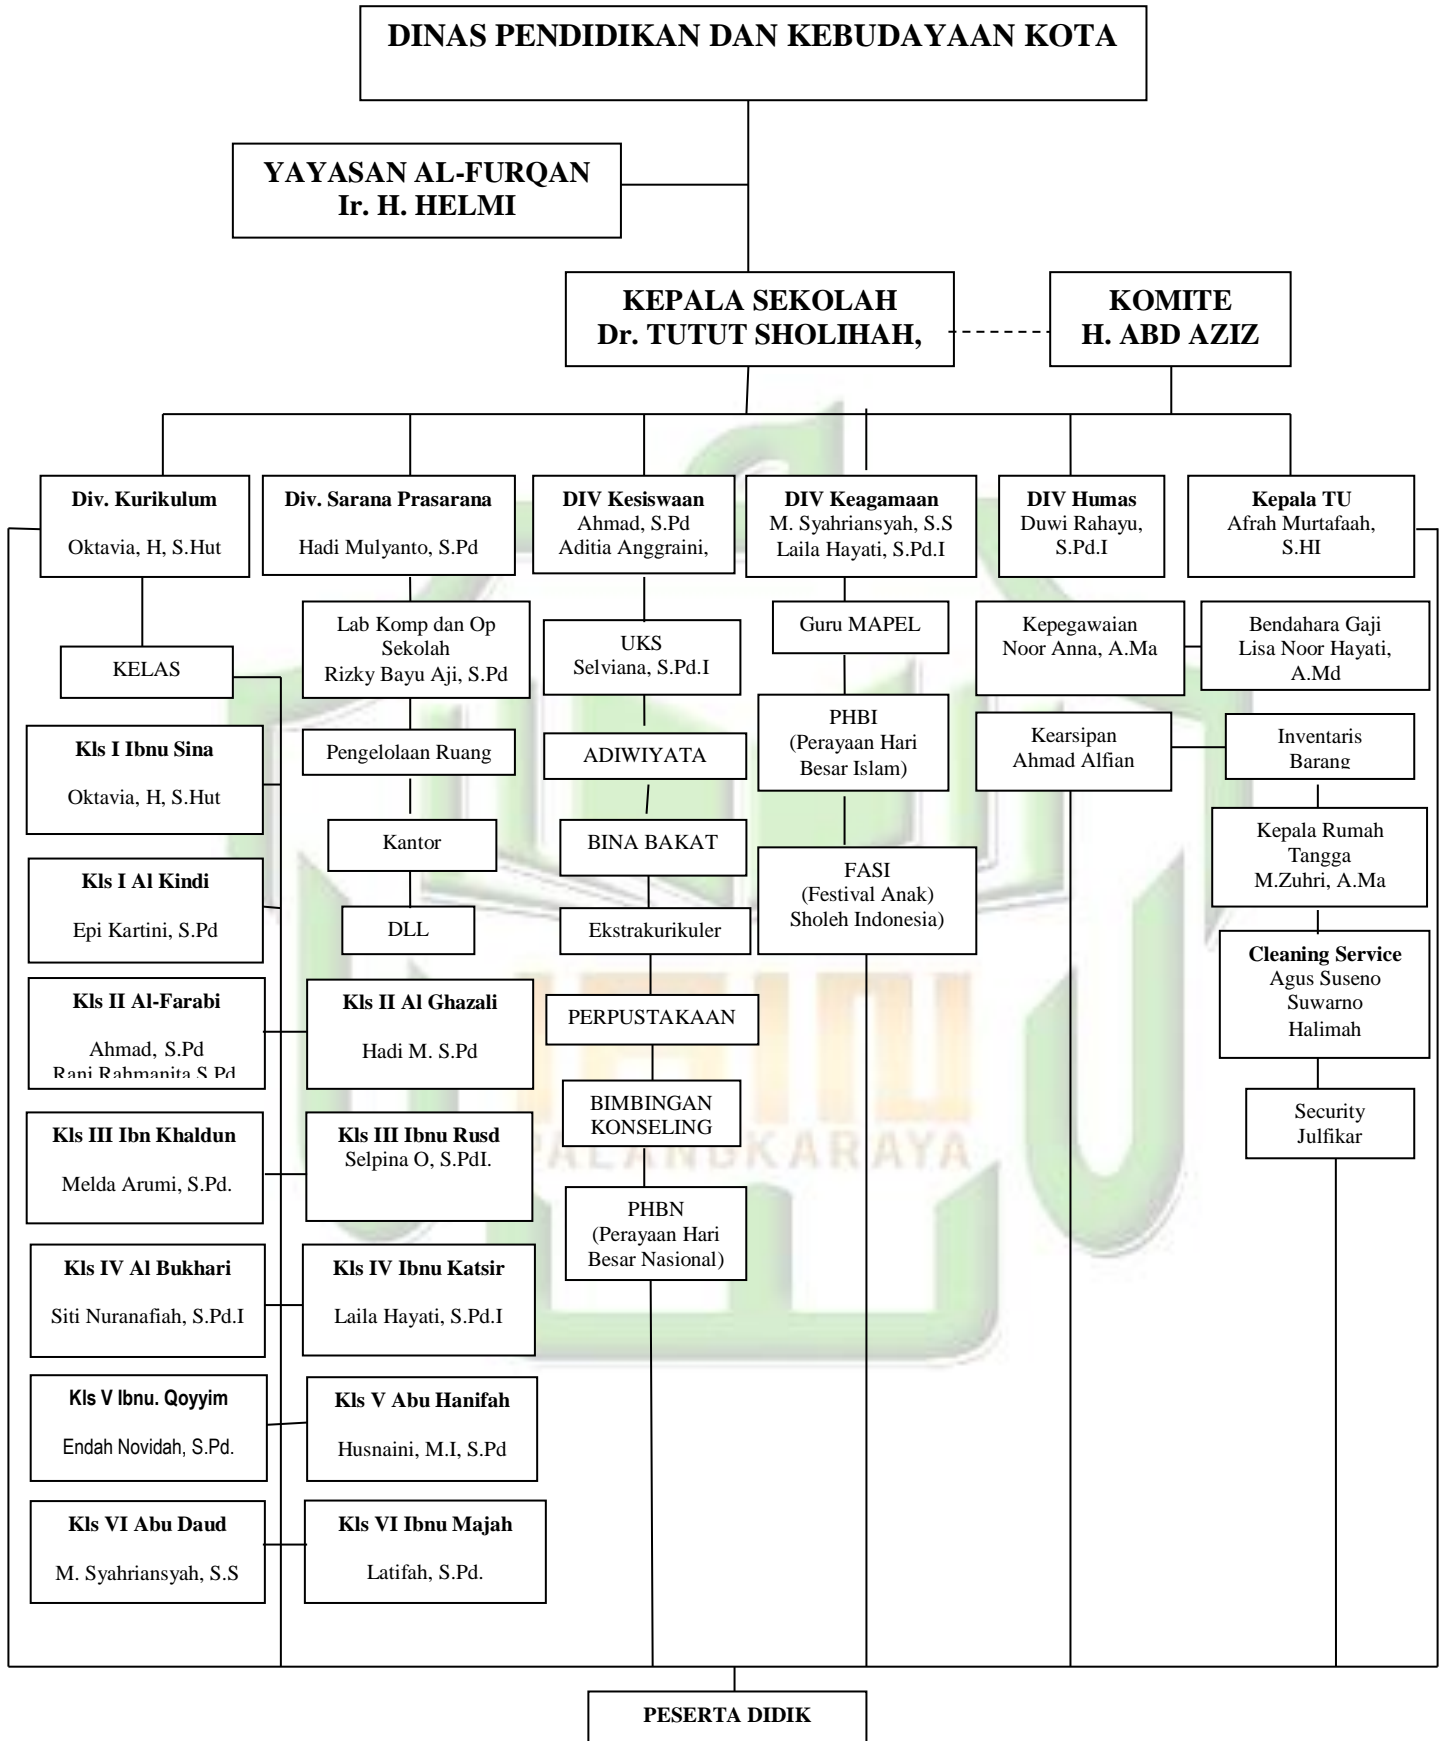 DINAS PENDIDIKAN DAN KEBUDAYAAN KOTA
YAYASAN AL-FURQAN
Ir. H. HELMI
KEPALA SEKOLAH
Dr. TUTUT SHOLIHAH,
KOMITE
H. ABD AZIZ
Div. Kurikulum
Oktavia, H, S.Hut
Div. Sarana Prasarana
Hadi Mulyanto, S.Pd
DIV Kesiswaan
Ahmad, S.Pd
Aditia Anggraini,
DIV Keagamaan
M. Syahriansyah, S.S
Laila Hayati, S.Pd.I
DIV Humas
Duwi Rahayu,
S.Pd.I
Kepala TU
Afrah Murtafaah,
S.HI
KELAS
Lab Komp dan Op
Sekolah
Rizky Bayu Aji, S.Pd
UKS
Selviana, S.Pd.I
Guru MAPEL
Kepegawaian
Noor Anna, A.Ma
Bendahara Gaji
Lisa Noor Hayati,
A.Md
Kls I Ibnu Sina
Oktavia, H, S.Hut
Pengelolaan Ruang
ADIWIYATA
PHBI
(Perayaan Hari
Besar Islam)
Kearsipan
Ahmad Alfian
Inventaris
Barang
Kantor
BINA BAKAT
Kepala Rumah
Tangga
M.Zuhri, A.Ma
Kls I Al Kindi
Epi Kartini, S.Pd
DLL
Ekstrakurikuler
FASI
(Festival Anak)
Sholeh Indonesia)
Cleaning Service
Agus Suseno
Suwarno
Halimah
Kls II Al-Farabi
Ahmad, S.Pd
Rani Rahmanita S.Pd
Kls II Al Ghazali
Hadi M. S.Pd
PERPUSTAKAAN
BIMBINGAN
KONSELING
Security
Julfikar
Kls III Ibn Khaldun
Melda Arumi, S.Pd.
Kls III Ibnu Rusd
Selpina O, S.PdI.
PALANGKARAYA
PHBN
(Perayaan Hari
Besar Nasional)
Kls IV Al Bukhari
Siti Nuranafiah, S.Pd.I
Kls IV Ibnu Katsir
Laila Hayati, S.Pd.I
Kls V Ibnu. Qoyyim
Endah Novidah, S.Pd.
Kls V Abu Hanifah
Husnaini, M.I, S.Pd
Kls VI Abu Daud
M. Syahriansyah, S.S
Kls VI Ibnu Majah
Latifah, S.Pd.
PESERTA DIDIK